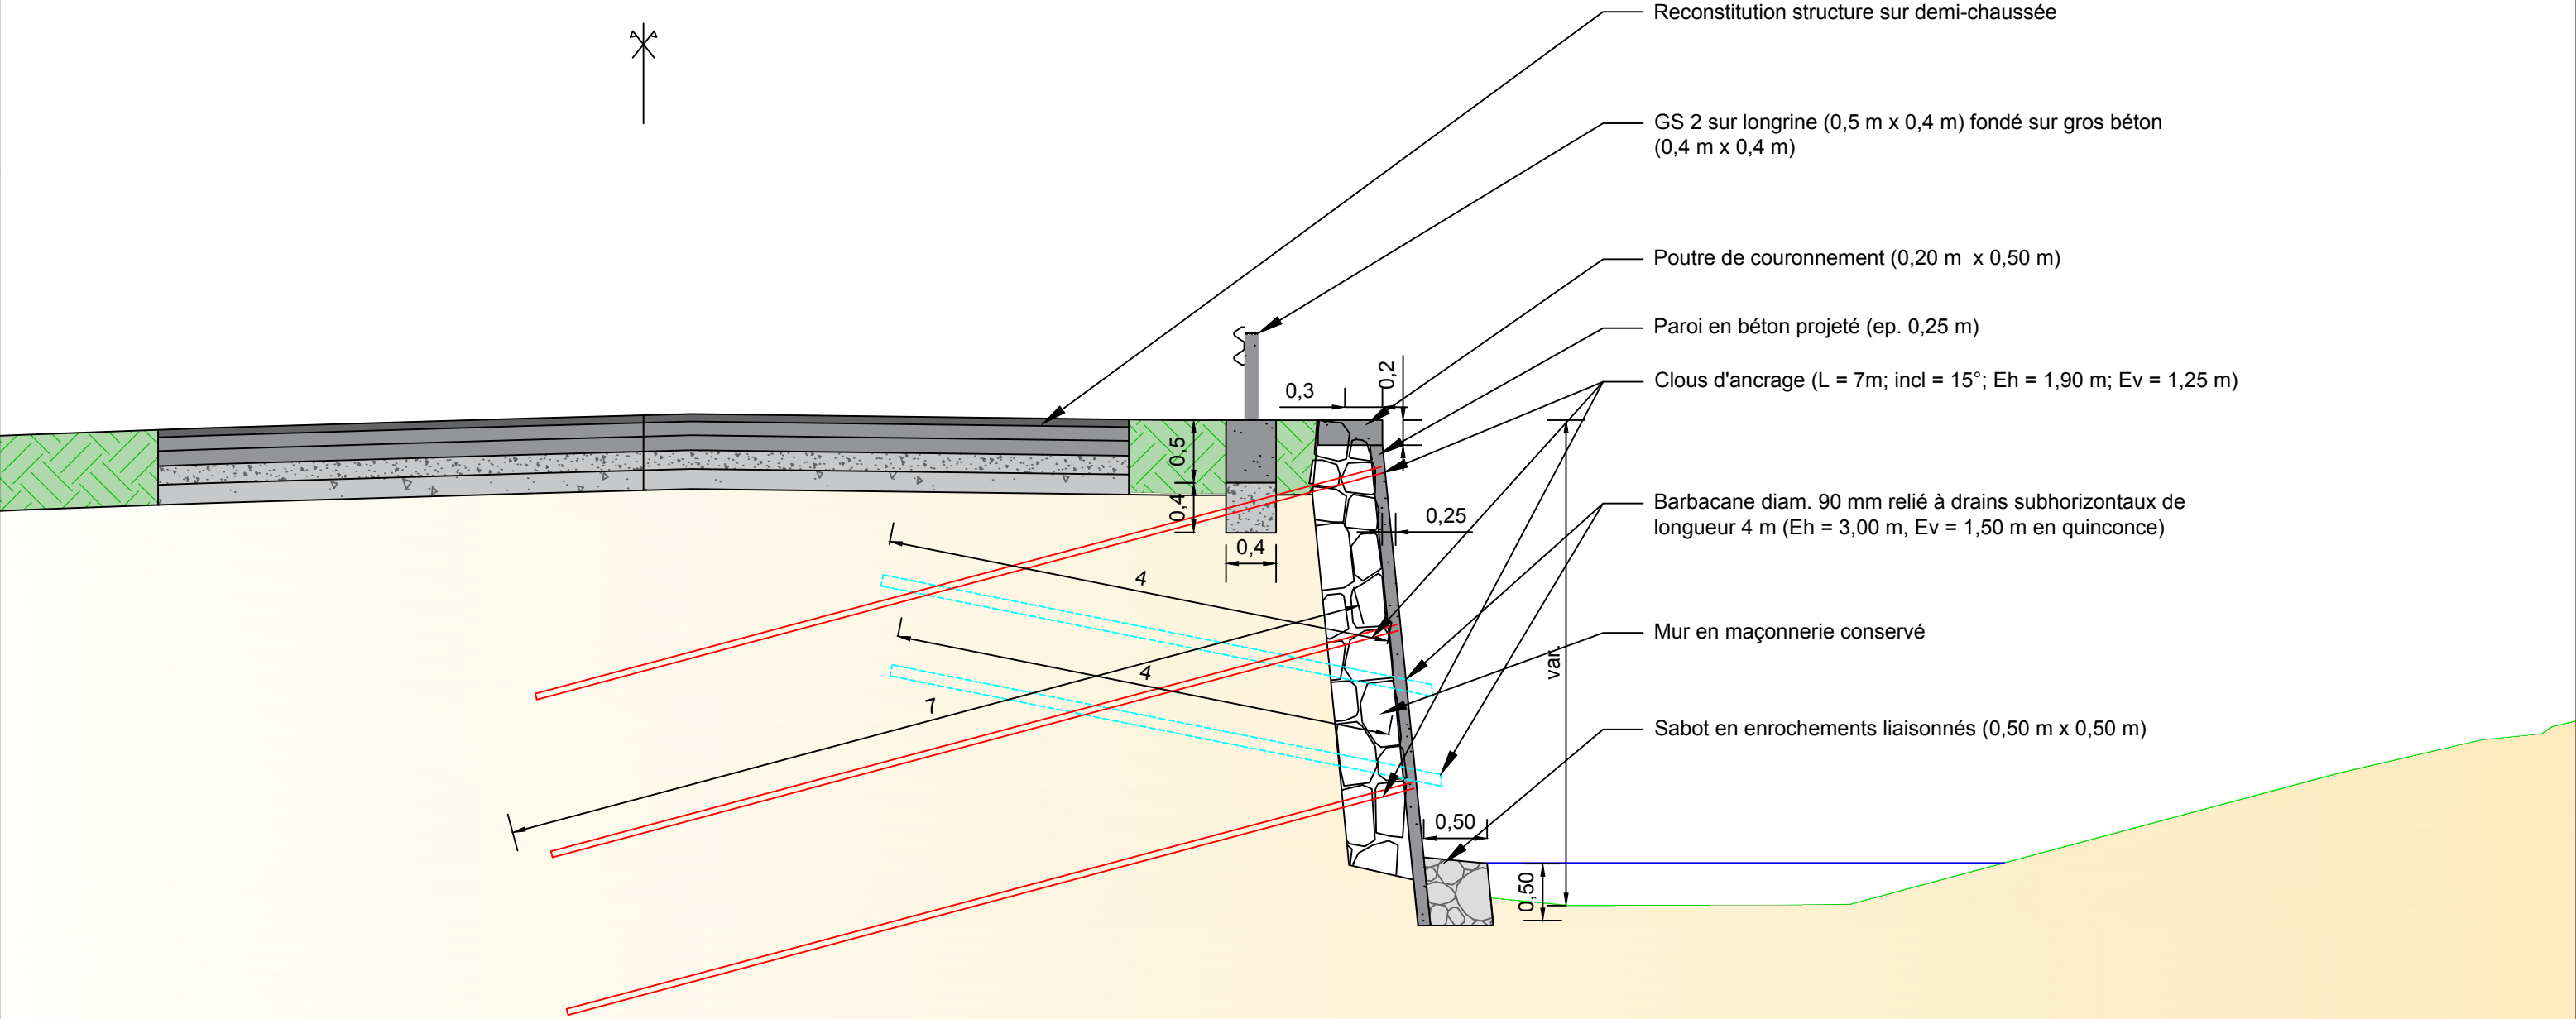 Reconstitution structure sur demi-chaussée
GS 2 sur longrine (0,5 m x 0,4 m) fondé sur gros béton
(0,4 m x 0,4 m)
Poutre de couronnement (0,20 m  x 0,50 m)
Paroi en béton projeté (ep. 0,25 m)
Clous d'ancrage (L = 7m; incl = 15°; Eh = 1,90 m; Ev = 1,25 m)
Barbacane diam. 90 mm relié à drains subhorizontaux de
longueur 4 m (Eh = 3,00 m, Ev = 1,50 m en quinconce)
Mur en maçonnerie conservé
Sabot en enrochements liaisonnés (0,50 m x 0,50 m)
0,3
0,2
0,5
0,4
0,4
0,25
4
4
7
var.
0,50
0,50